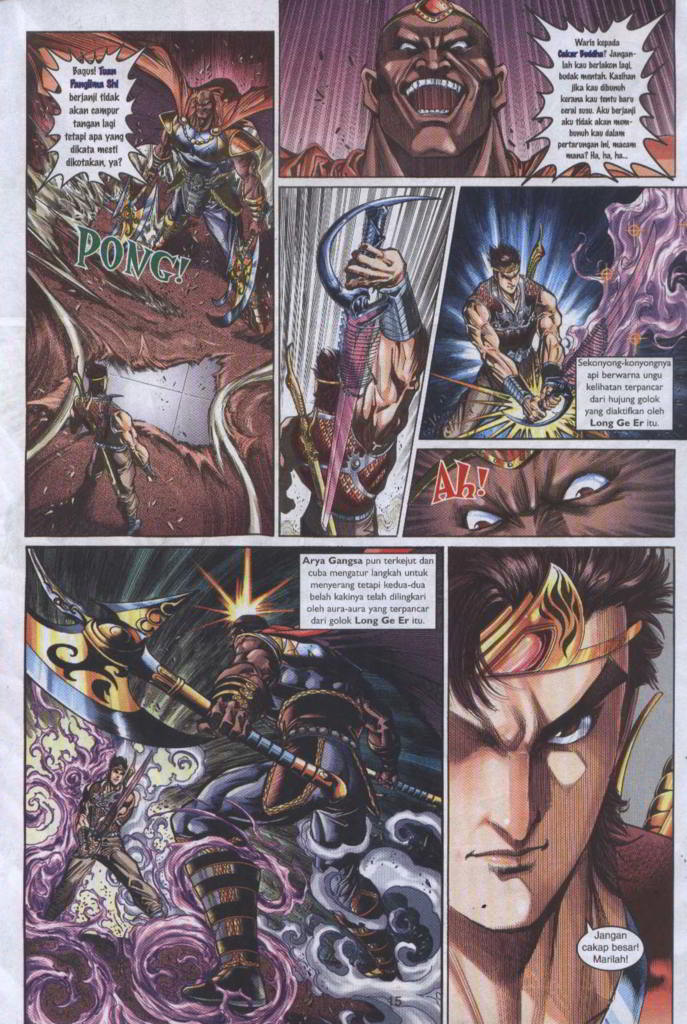 Bagus! Tuan
Panglima Shi
berjanji tidak
akan campur
tangan lagi
tetapi apa yang
dikata mesti
dikotakan, ya?
PONG!
Waris kepada
Cakar Buddha? Jangan-
lah kau berlakon lagi,
budak mentah. Kasihan
jika kau dibunuh
kerana kau tentu baru
cerai susu. Aku berjanji
aku tidak akan mem-
bunuh kau dalam
pertarungan ini, macam
mana? Ha, ha, ha...
Sekonyong-konyongnya
api berwarna ungu
kelihatan terpancar
dari hujung golok
yang diaktifkan oleh
Long Ge Er itu.
Ah!
Arya Gangsa pun terkejut dan
cuba mengatur langkah untuk
menyerang tetapi kedua-dua
belah kakinya telah dilingkari
oleh aura-aura yang terpancar
dari golok Long Ge Er itu.
Jangan
cakap besar!
Marilah!
15